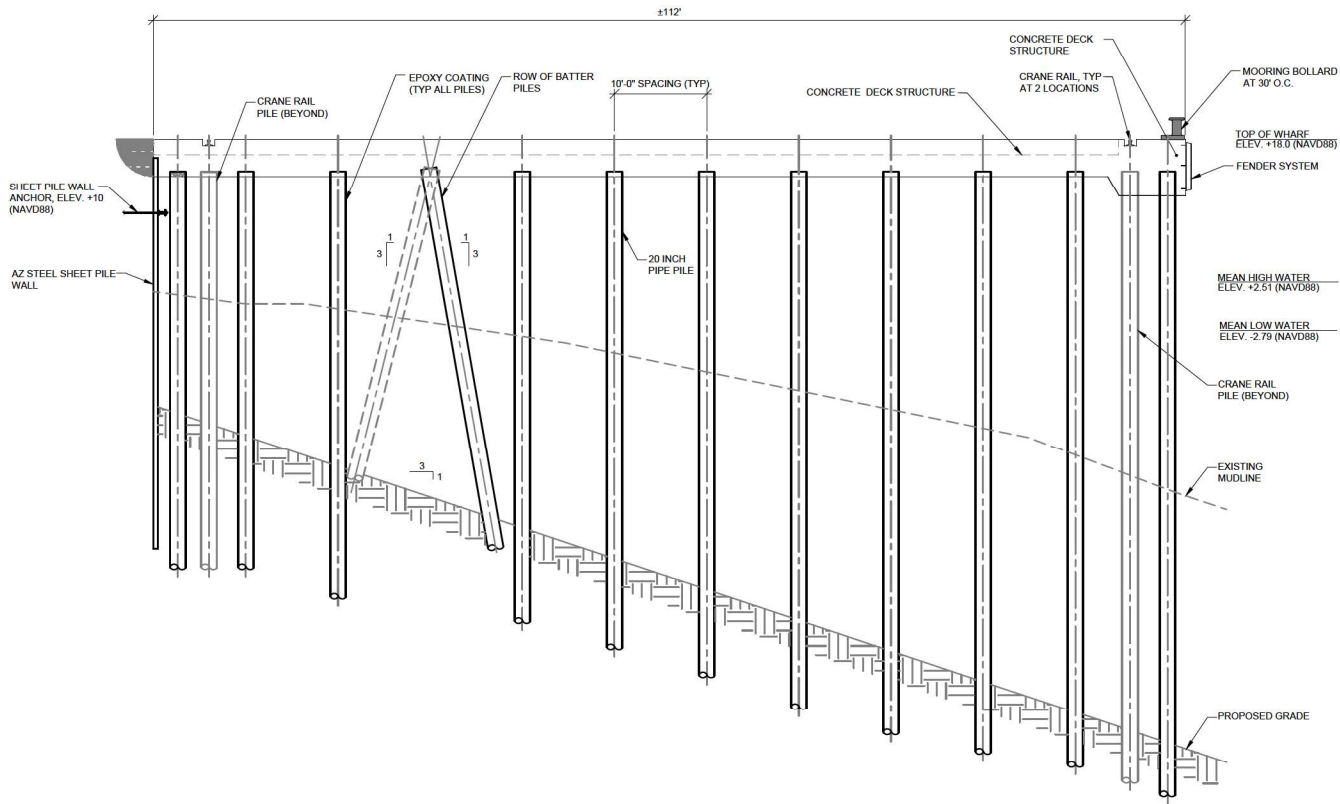 ±112'
CONCRETE DECK
STRUCTURE
EPOXY COATING
(TYP ALL PILES)
ROW OF BATTER
PILES
10'-0" SPACING (TYP)
CRANE RAIL, TYP
AT 2 LOCATIONS
MOORING BOLLARD
AT 30' O.C.
CRANE RAIL
PILE (BEYOND)
CONCRETE DECK STRUCTURE
TOP OF WHARF
ELEV. +18.0 (NAVD88)
FENDER SYSTEM
SHEET PILE WALL
ANCHOR, ELEV. +10
(NAVD88)
1
3
1
3
20 INCH
PIPE PILE
AZ STEEL SHEET PILE
WALL
MEAN HIGH WATER
ELEV. +2.51 (NAVD88)
MEAN LOW WATER
ELEV. -2.79 (NAVD88)
CRANE RAIL
PILE (BEYOND)
3
1
EXISTING
MUDLINE
PROPOSED GRADE